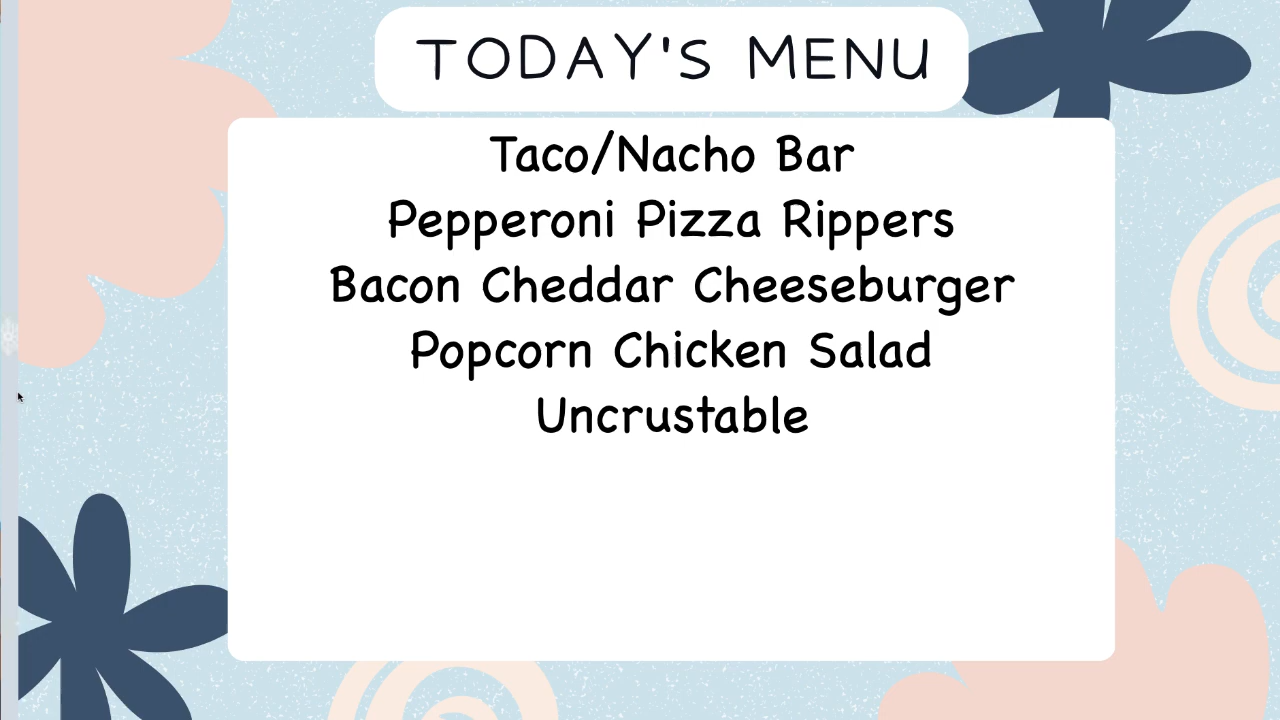 TODAY'S MENU
Taco/Nacho Bar
Pepperoni Pizza Rippers
Bacon Cheddar Cheeseburger
Popcorn Chicken Salad
Uncrustable